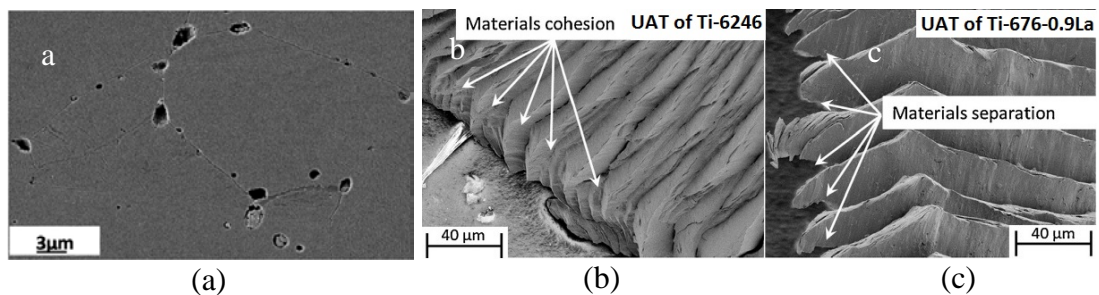 a
3μm
(a)
Materials cohesion
UAT of Ti-6246
b
40 μm
(b)
UAT of Ti-676-0.9La
c
Materials separation
40 μm
(c)